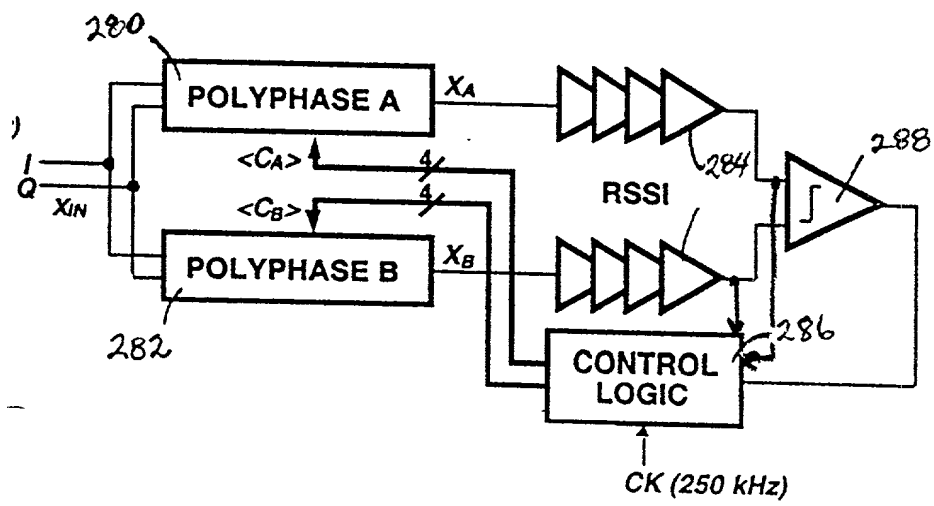 280
POLYPHASE A
XA
)
<CA>
4
284
288
I
Q
XIN
4
RSSI
<CB>
POLYPHASE B
XB
282
286
CONTROL
LOGIC
CK (250 kHz)